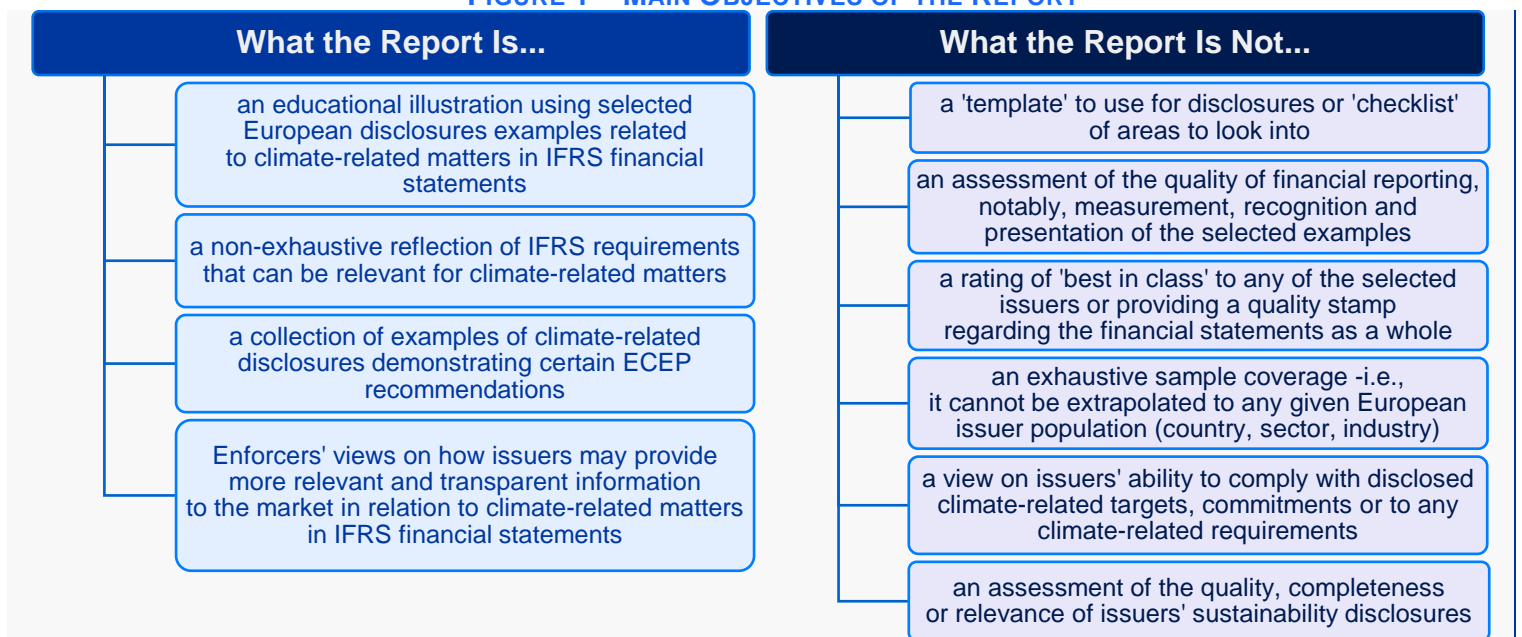 FIGURE 1 – MAIN OBJECTIVES OF THE REPORT
What the Report Is...
an educational illustration using selected
European disclosures examples related
to climate-related matters in IFRS financial
statements
a non-exhaustive reflection of IFRS requirements
that can be relevant for climate-related matters
a collection of examples of climate-related
disclosures demonstrating certain ECEP
recommendations
Enforcers' views on how issuers may provide
more relevant and transparent information
to the market in relation to climate-related matters
in IFRS financial statements
What the Report Is Not...
a 'template' to use for disclosures or 'checklist'
of areas to look into
an assessment of the quality of financial reporting,
notably, measurement, recognition and
presentation of the selected examples
a rating of 'best in class' to any of the selected
issuers or providing a quality stamp
regarding the financial statements as a whole
an exhaustive sample coverage -i.e.,
it cannot be extrapolated to any given European
issuer population (country, sector, industry)
a view on issuers' ability to comply with disclosed
climate-related targets, commitments or to any
climate-related requirements
an assessment of the quality, completeness
or relevance of issuers' sustainability disclosures